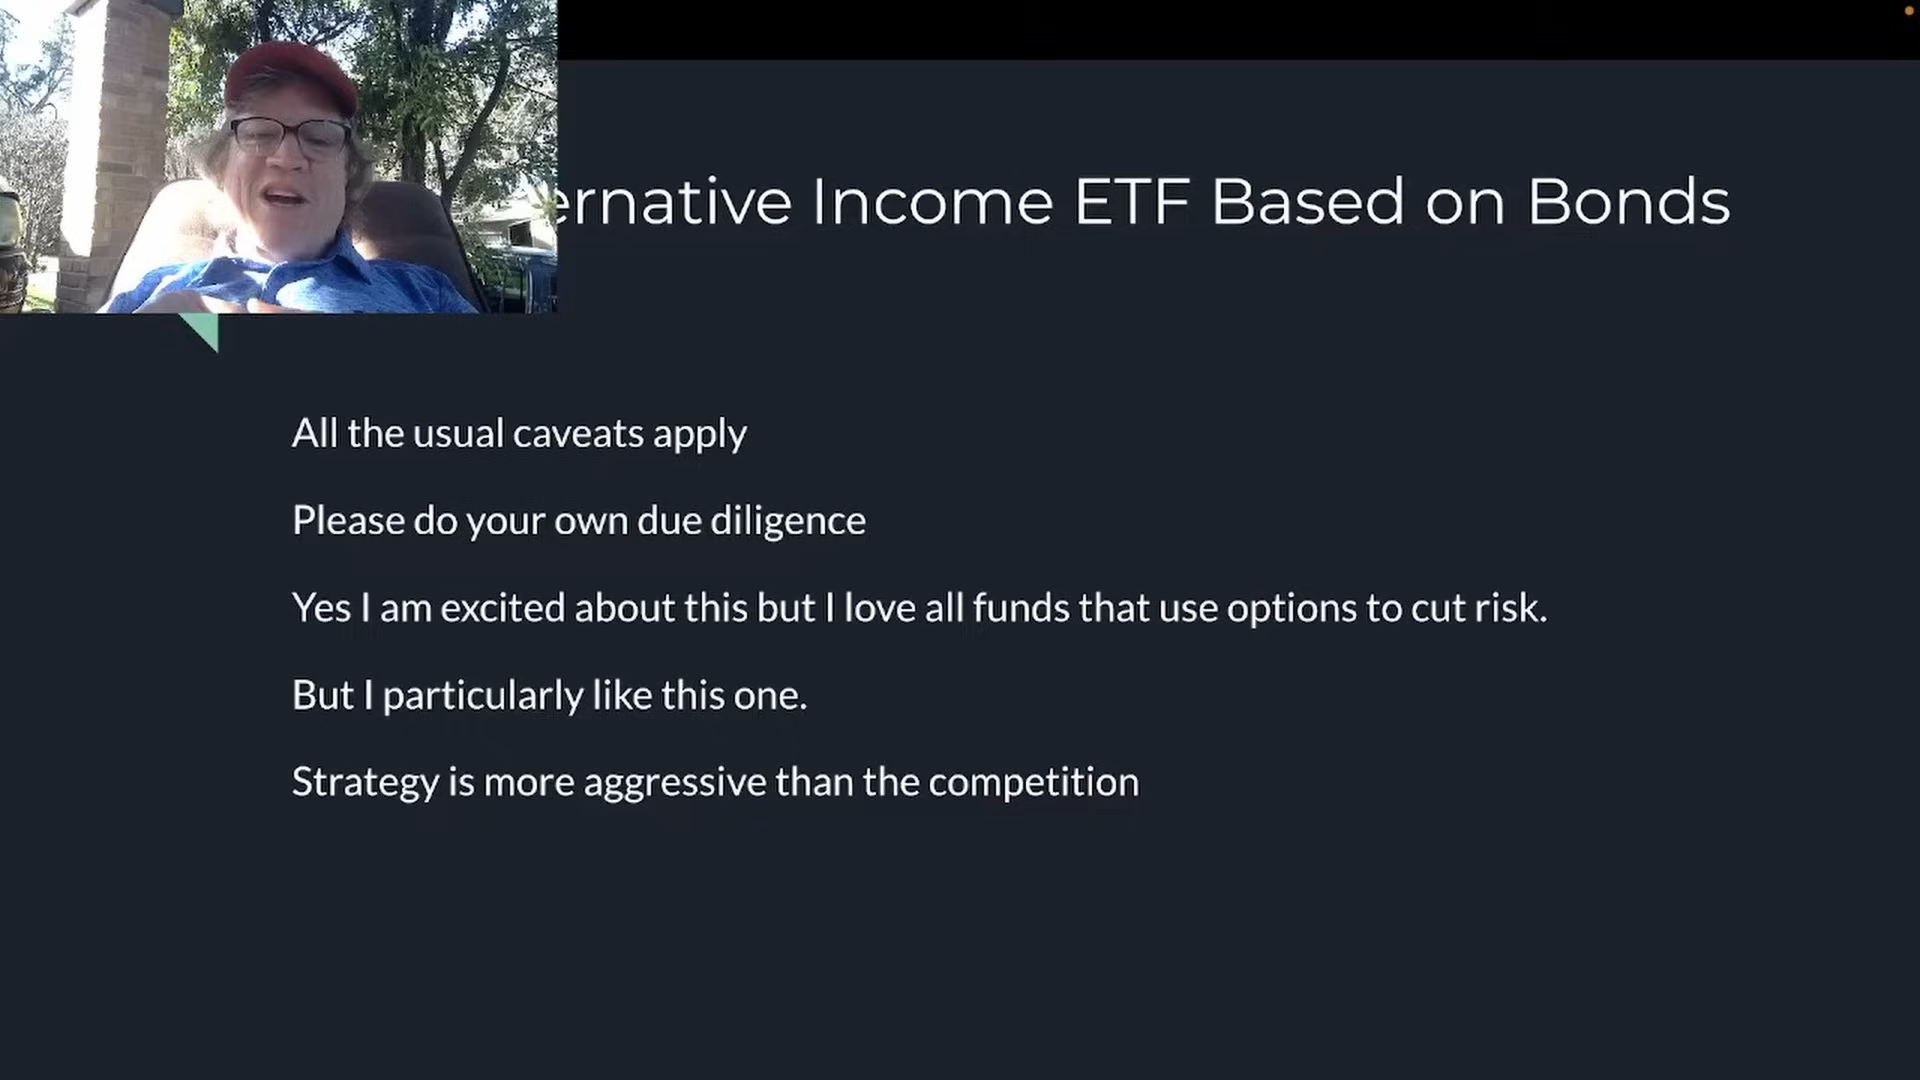 Income ETF Based on Bonds
All the usual caveats apply
Please do your own due diligence
Yes I am excited about this but I love all funds that use options to cut risk.
But I particularly like this one.
Strategy is more aggressive than the competition